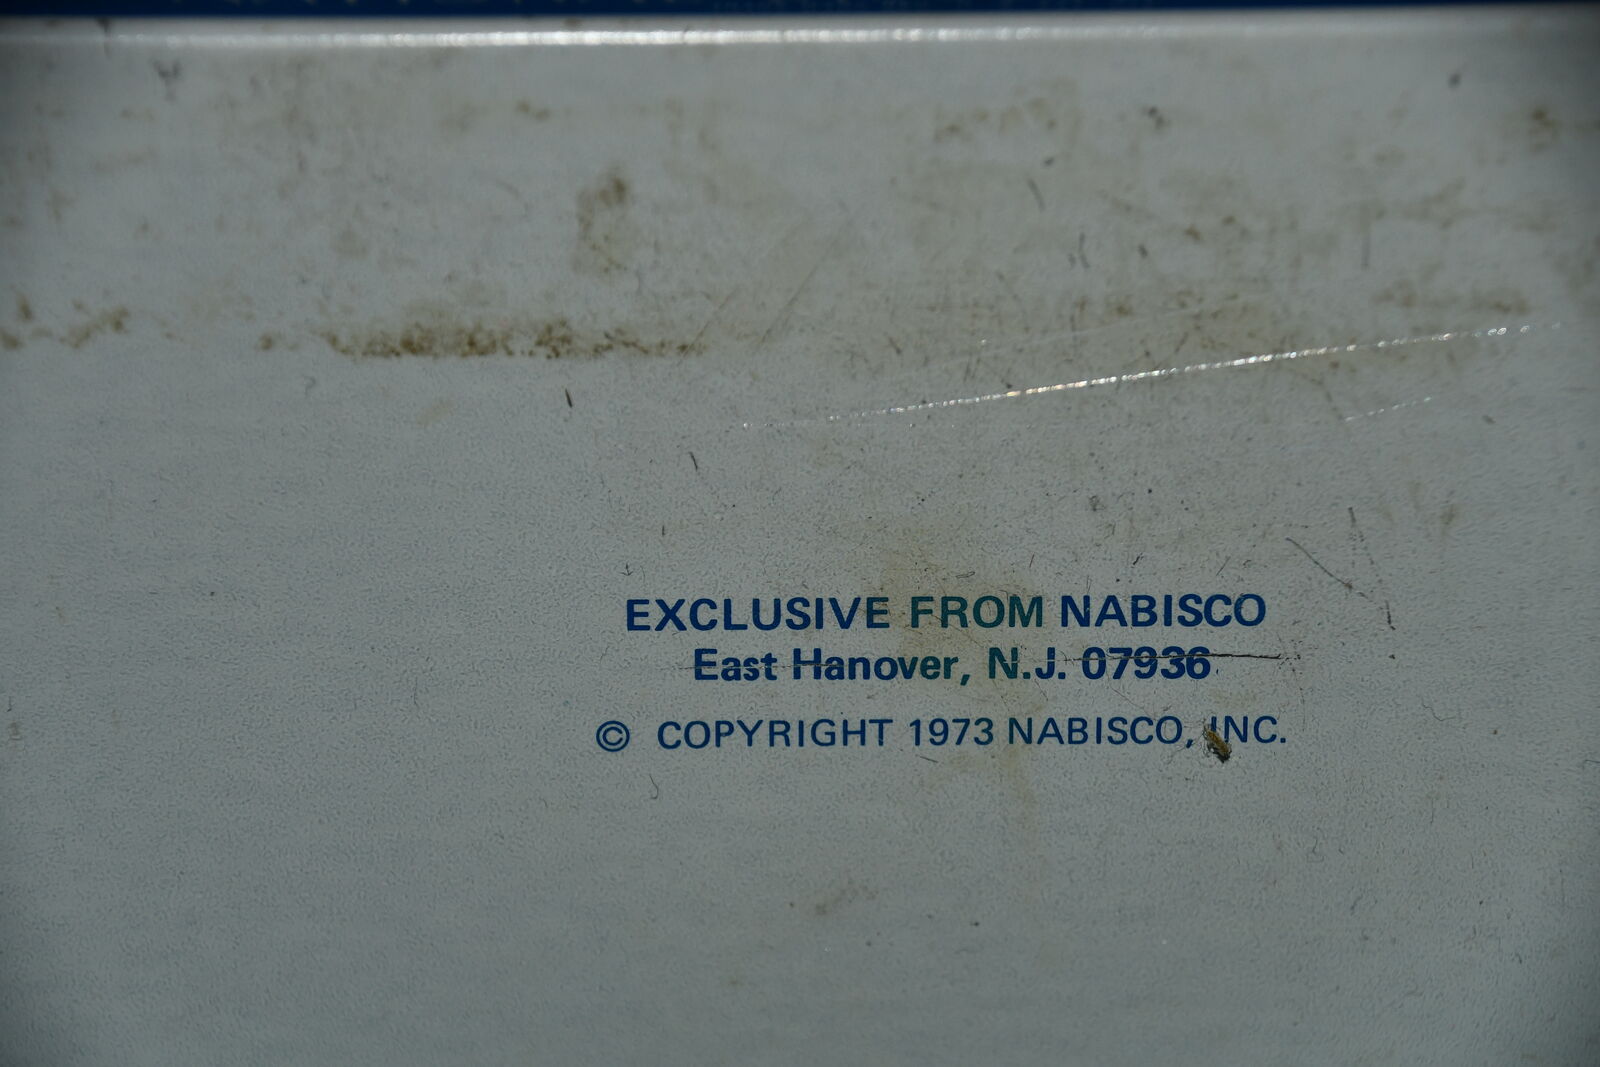 EXCLUSIVE FROM NABISCO
East Hanover, N.J. 07936
© COPYRIGHT 1973 NABISCO, INC.